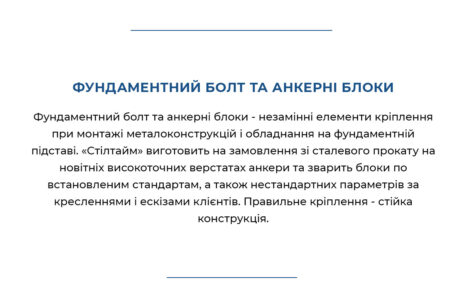 ФУНДАМЕНТНИЙ БОЛТ ТА АНКЕРНІ БЛОКИ
Фундаментний болт та анкерні блоки - незамінні елементи кріплення
при монтажі металоконструкцій і обладнання на фундаментній
підставі. «Стілтайм» виготовить на замовлення зі сталевого прокату на
новітніх високоточних верстатах анкери та зварить блоки по
встановленим стандартам, а також нестандартних параметрів за
кресленнями і ескізами клієнтів. Правильне кріплення - стійка
конструкція.